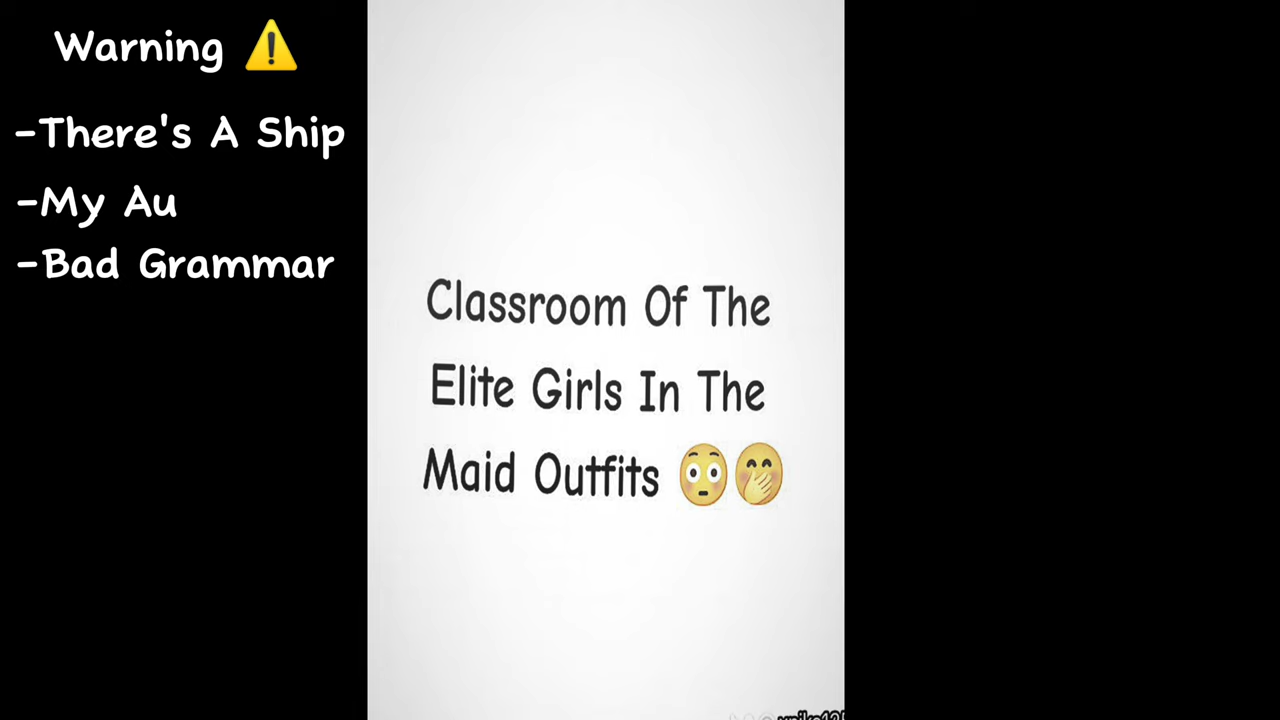 Warning ⚠️
-There's A Ship
-My Au
-Bad Grammar
Classroom Of The
Elite Girls In The
Maid Outfits 😳🤭